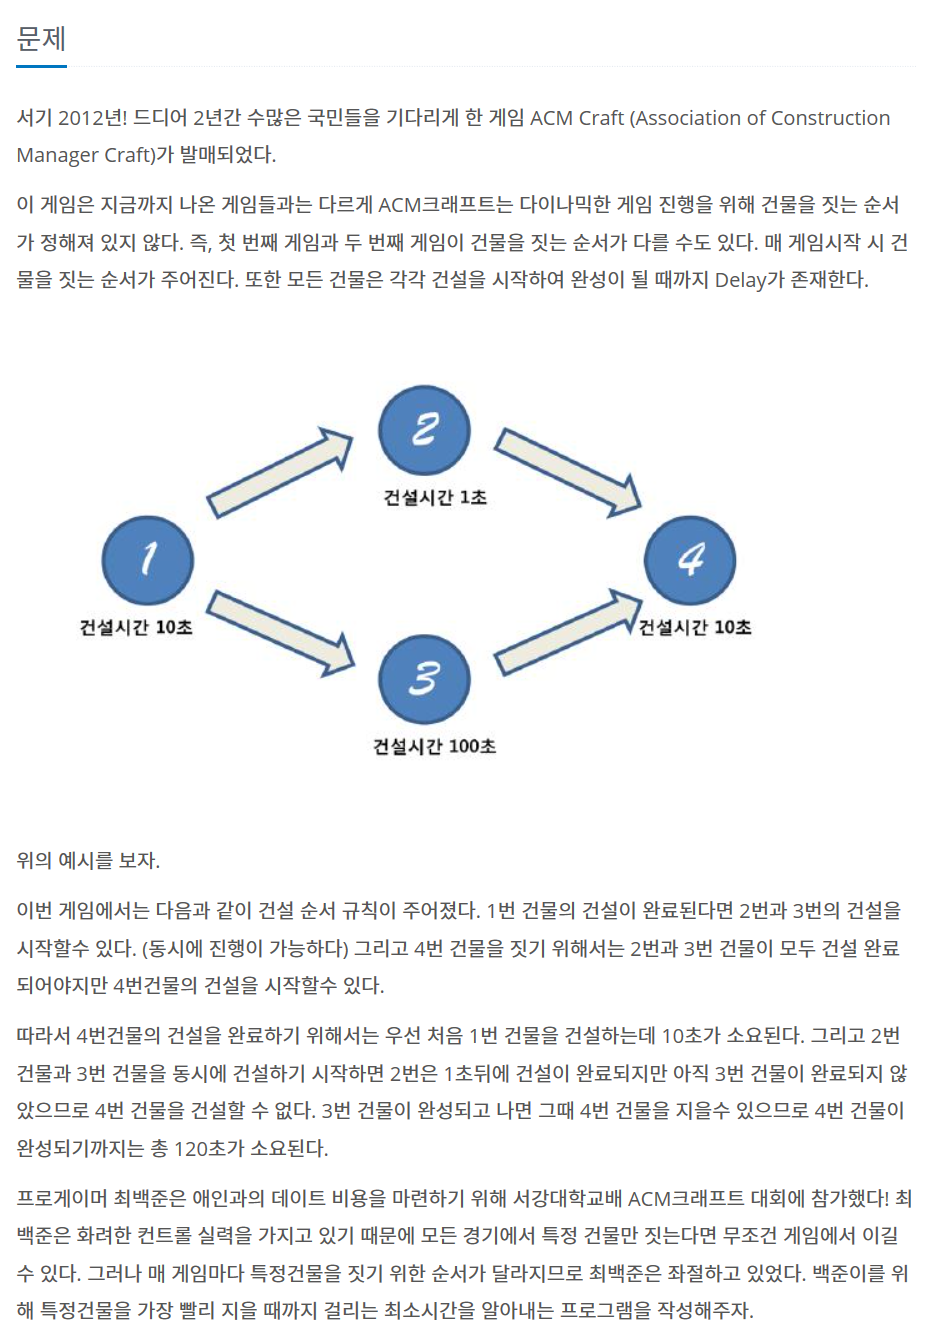 문제
서기 2012년! 드디어 2년간 수많은 국민들을 기다리게 한 게임 ACM Craft (Association of Construction
Manager Craft)가 발매되었다.
이 게임은 지금까지 나온 게임들과는 다르게 ACM크래프트는 다이나믹한 게임 진행을 위해 건물을 짓는 순서
가 정해져 있지 않다. 즉, 첫 번째 게임과 두 번째 게임이 건물을 짓는 순서가 다를 수도 있다. 매 게임시작 시 건
물을 짓는 순서가 주어진다. 또한 모든 건물은 각각 건설을 시작하여 완성이 될 때까지 Delay가 존재한다.
2
건설시간 1초
1
건설시간 10초
4
건설시간 10초
3
건설시간 100초
위의 예시를 보자.
이번 게임에서는 다음과 같이 건설 순서 규칙이 주어졌다. 1번 건물의 건설이 완료된다면 2번과 3번의 건설을
시작할수 있다. (동시에 진행이 가능하다) 그리고 4번 건물을 짓기 위해서는 2번과 3번 건물이 모두 건설 완료
되어야지만 4번건물의 건설을 시작할수 있다.
따라서 4번건물의 건설을 완료하기 위해서는 우선 처음 1번 건물을 건설하는데 10초가 소요된다. 그리고 2번
건물과 3번 건물을 동시에 건설하기 시작하면 2번은 1초뒤에 건설이 완료되지만 아직 3번 건물이 완료되지 않
았으므로 4번 건물을 건설할 수 없다. 3번 건물이 완성되고 나면 그때 4번 건물을 지을수 있으므로 4번 건물이
완성되기까지는 총 120초가 소요된다.
프로게이머 최백준은 애인과의 데이트 비용을 마련하기 위해 서강대학교배 ACM크래프트 대회에 참가했다! 최
백준은 화려한 컨트롤 실력을 가지고 있기 때문에 모든 경기에서 특정 건물만 짓는다면 무조건 게임에서 이길
수 있다. 그러나 매 게임마다 특정건물을 짓기 위한 순서가 달라지므로 최백준은 좌절하고 있었다. 백준이를 위
해 특정건물을 가장 빨리 지을 때까지 걸리는 최소시간을 알아내는 프로그램을 작성해주자.